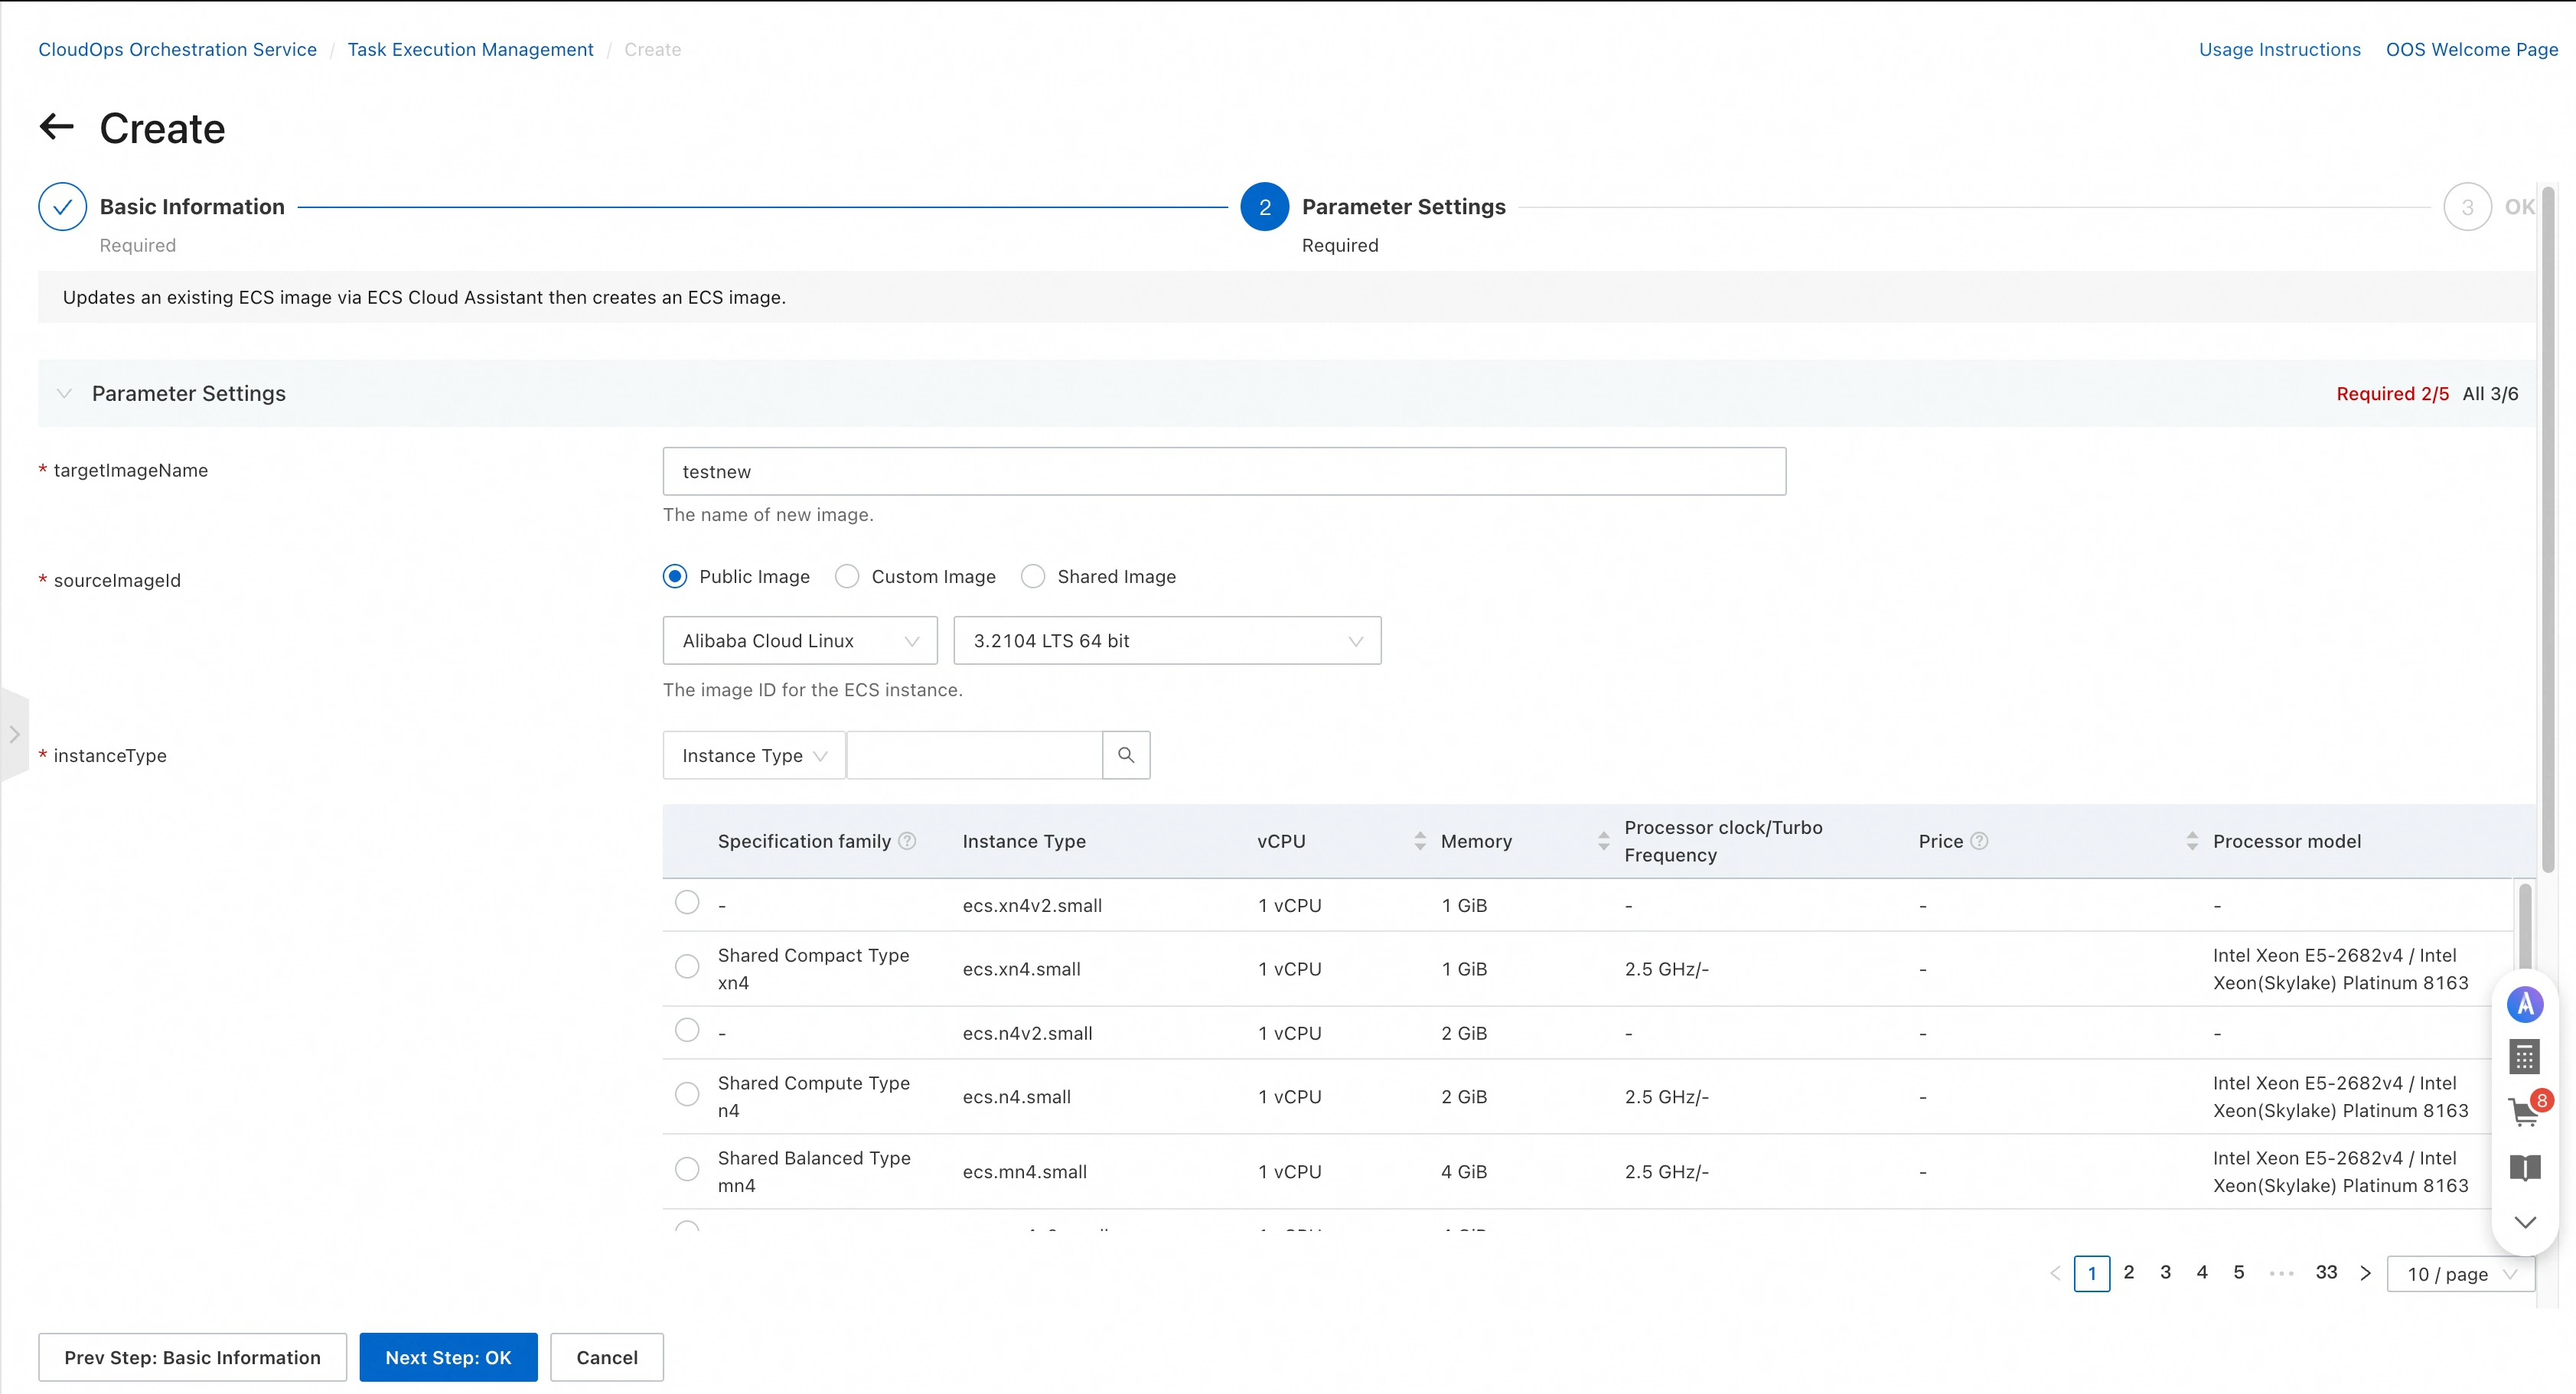 CloudOps Orchestration Service / Task Execution Management / Create
Usage Instructions OOS Welcome Page
Create
Basic Information
Required
2 Parameter Settings
Required
3 OK
Updates an existing ECS image via ECS Cloud Assistant then creates an ECS image.
Parameter Settings
Required 2/5 All 3/6
* targetImageName
testnew
The name of new image.
* sourceImageId
Public Image Custom Image Shared Image
Alibaba Cloud Linux 3.2104 LTS 64 bit
The image ID for the ECS instance.
* instanceType
Instance Type
Specification family Instance Type vCPU Memory Processor clock/Turbo Frequency Price Processor model
- ecs.xn4v2.small 1 vCPU 1 GiB - - -
Shared Compact Type xn4 ecs.xn4.small 1 vCPU 1 GiB 2.5 GHz/- - Intel Xeon E5-2682v4 / Intel Xeon(Skylake) Platinum 8163
- ecs.n4v2.small 1 vCPU 2 GiB - - -
Shared Compute Type n4 ecs.n4.small 1 vCPU 2 GiB 2.5 GHz/- - Intel Xeon E5-2682v4 / Intel Xeon(Skylake) Platinum 8163
Shared Balanced Type mn4 ecs.mn4.small 1 vCPU 4 GiB 2.5 GHz/- - Intel Xeon E5-2682v4 / Intel Xeon(Skylake) Platinum 8163
8
1 2 3 4 5 ••• 33 10 / page
Prev Step: Basic Information Next Step: OK Cancel